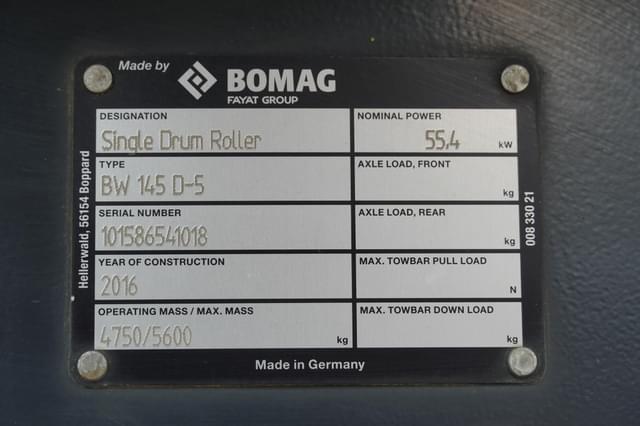 Made by BOMAG
FAYAT GROUP
DESIGNATION
Single Drum Roller
NOMINAL POWER
55,4 kW
TYPE
BW 145 D-5
AXLE LOAD, FRONT
kg
SERIAL NUMBER
101586541018
AXLE LOAD, REAR
kg
YEAR OF CONSTRUCTION
2016
MAX. TOWBAR PULL LOAD
N
OPERATING MASS / MAX. MASS
4750/5600 kg
MAX. TOWBAR DOWN LOAD
kg
Made in Germany
Hellerwald, 56154 Boppard
008 330 21